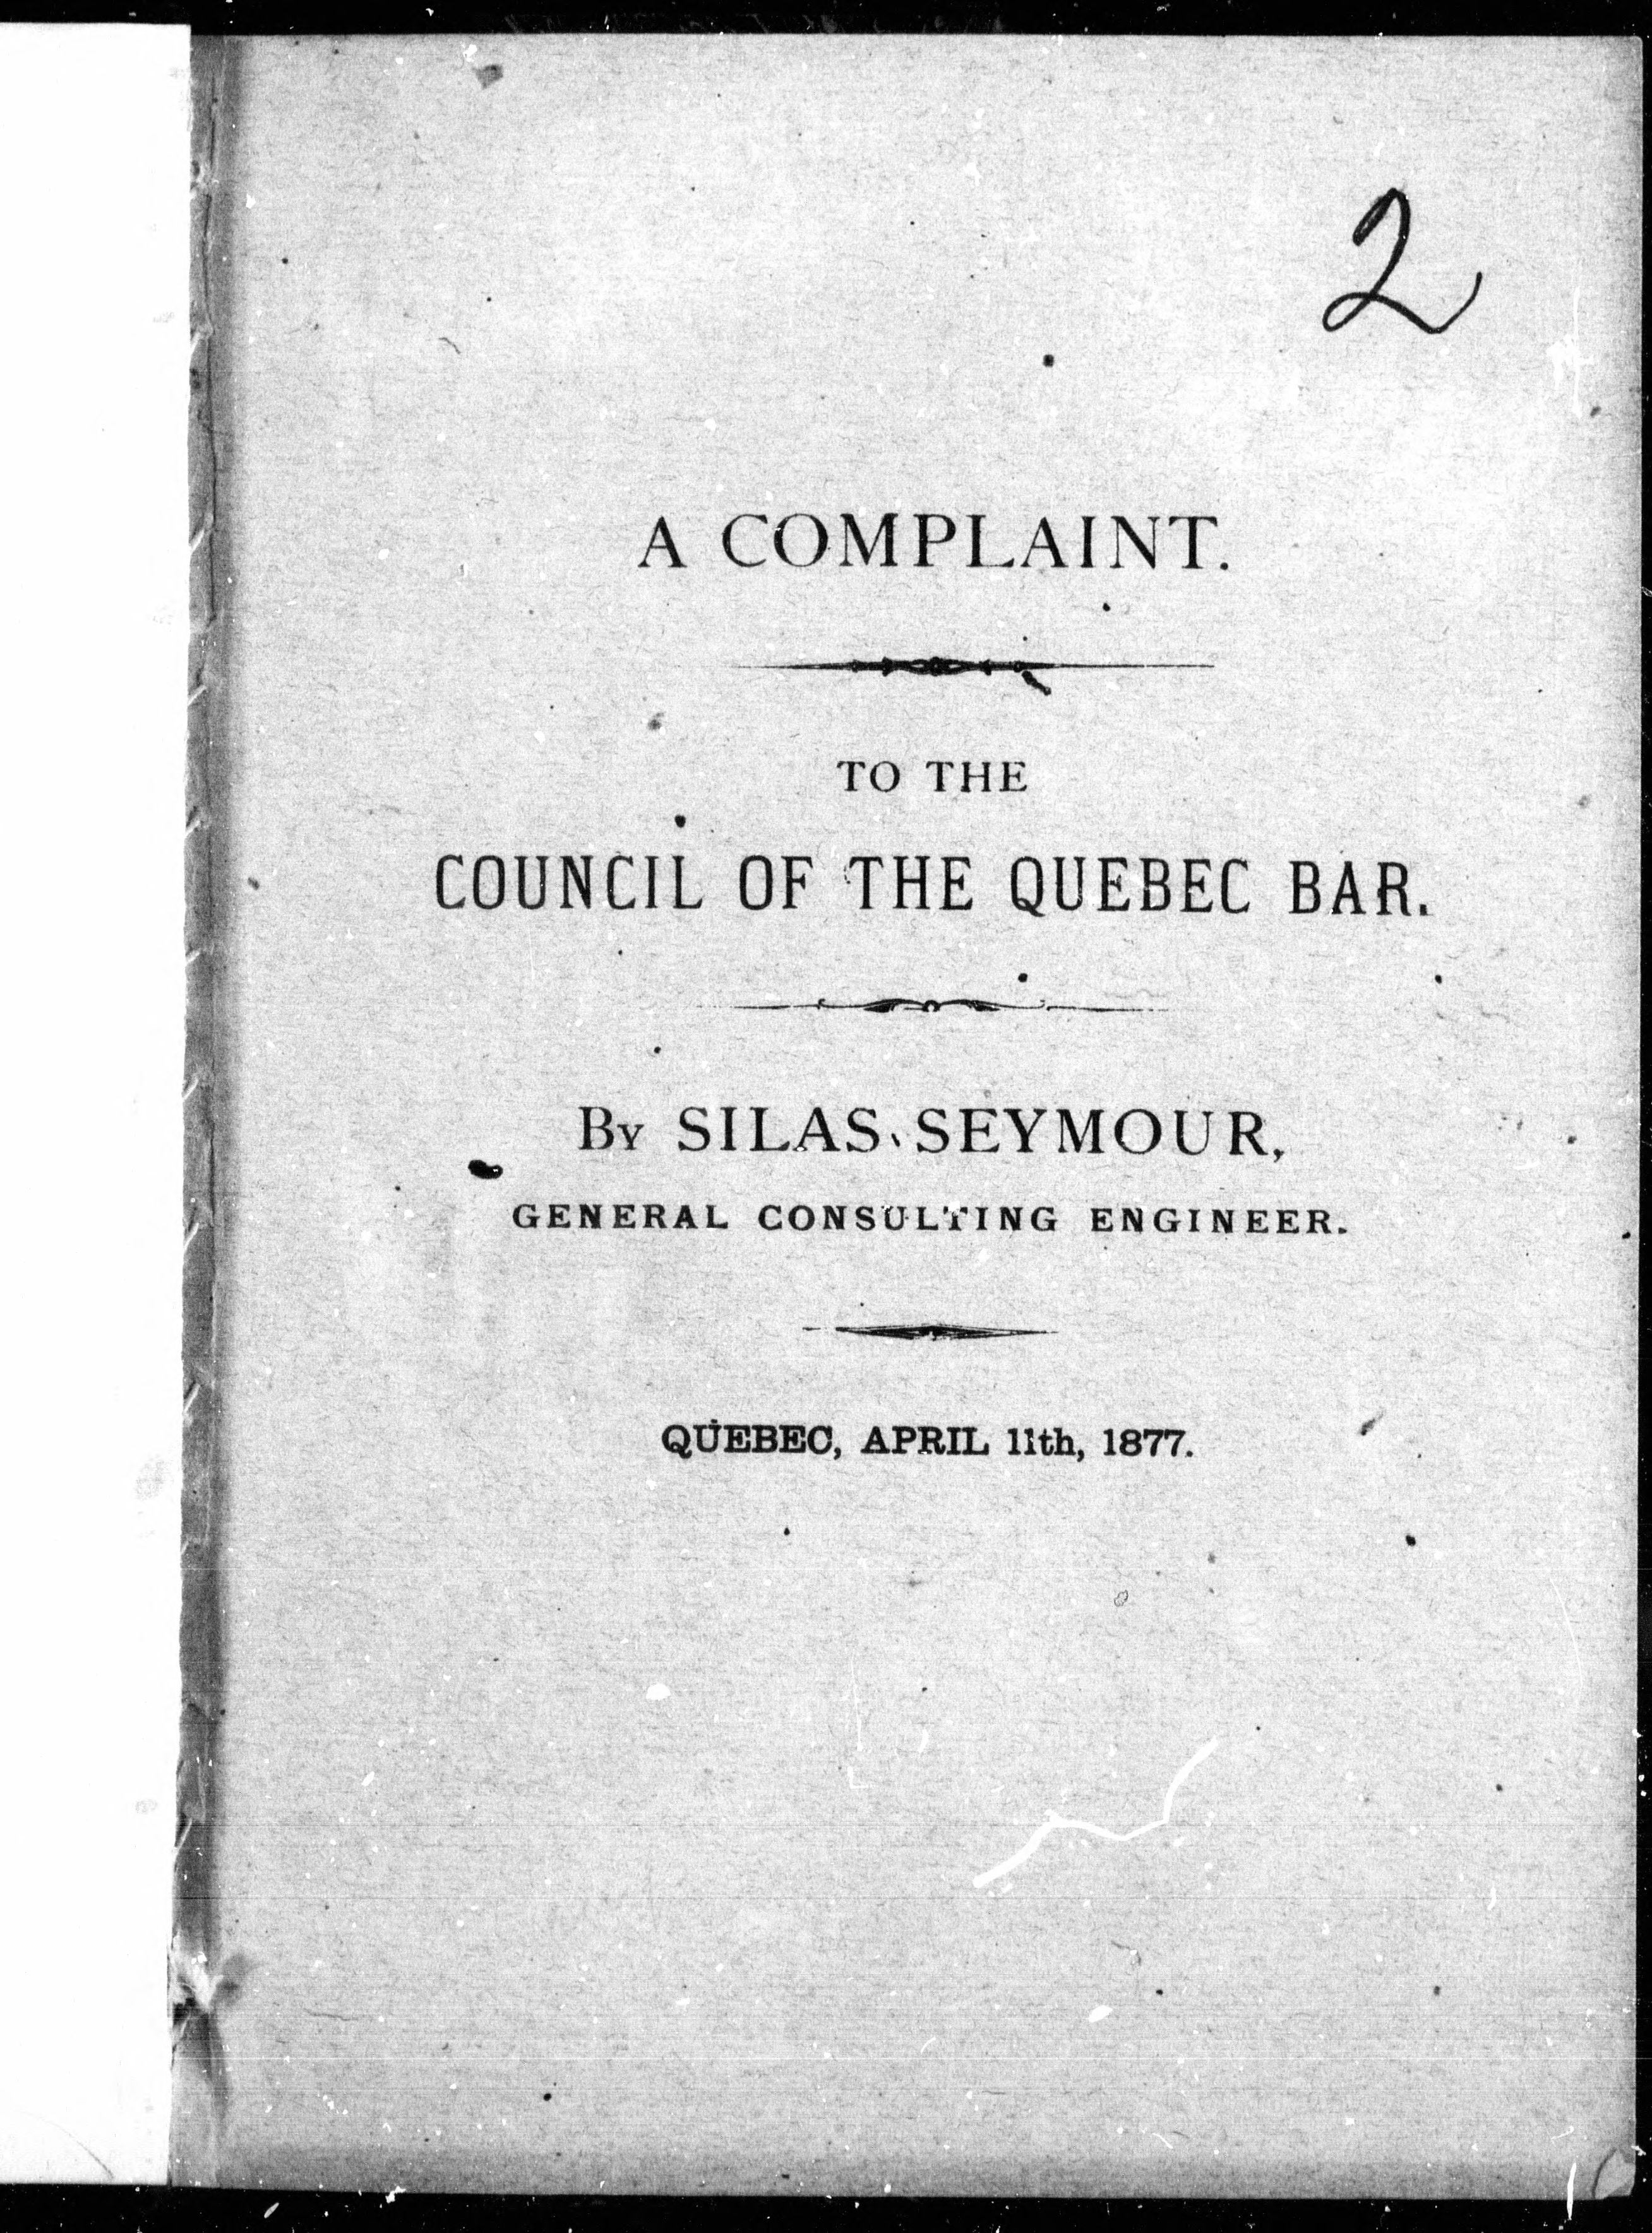 2
A COMPLAINT.
TO THE
COUNCIL OF THE QUEBEC BAR.
By SILAS SEYMOUR,
GENERAL CONSULTING ENGINEER.
QUEBEC, APRIL 11th, 1877.